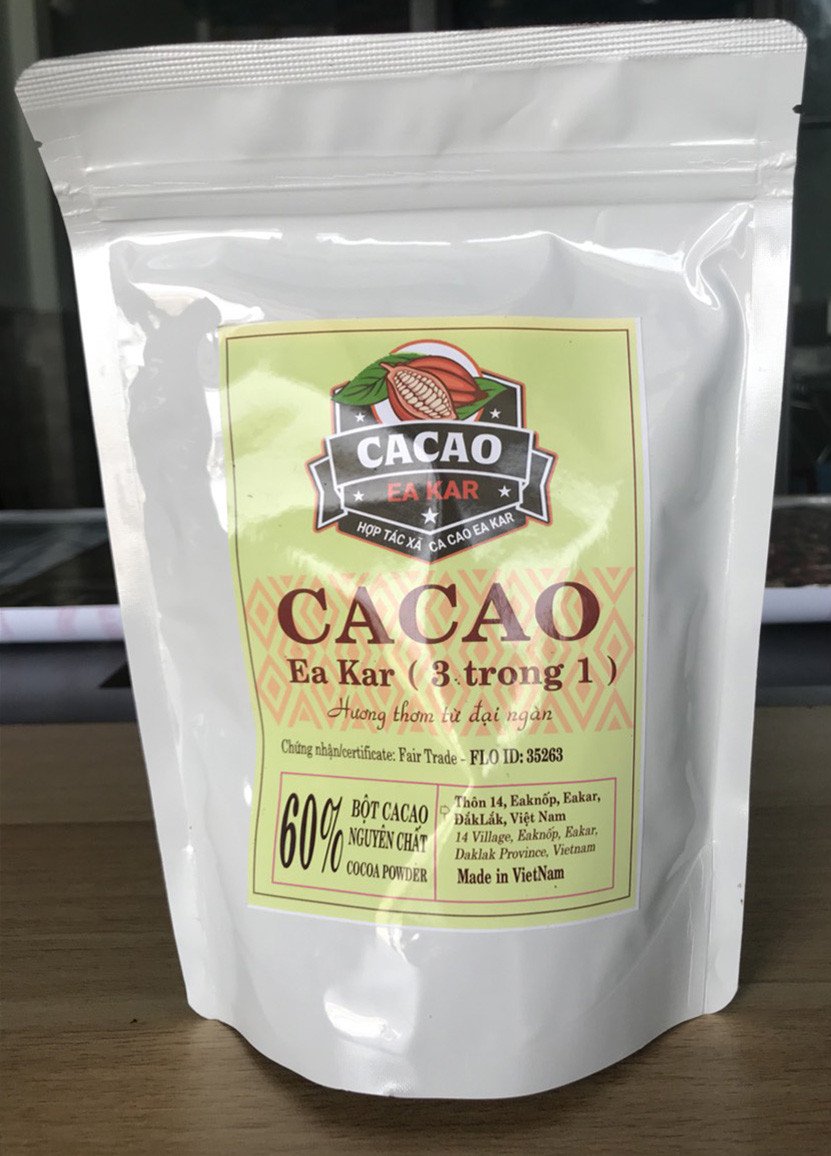 CACAO
EA KAR
HỢP TÁC XÃ CA CAO EA KAR
CACAO
Ea Kar ( 3 trong 1 )
Hương thơm từ đại ngàn
Chứng nhận/certificate: Fair Trade - FLO ID: 35263
60%
BỘT CACAO
NGUYÊN CHẤT
COCOA POWDER
Thôn 14, Eaknốp, Eakar,
ĐắkLắk, Việt Nam
14 Village, Eaknốp, Eakar,
Daklak Province, Vietnam
Made in VietNam